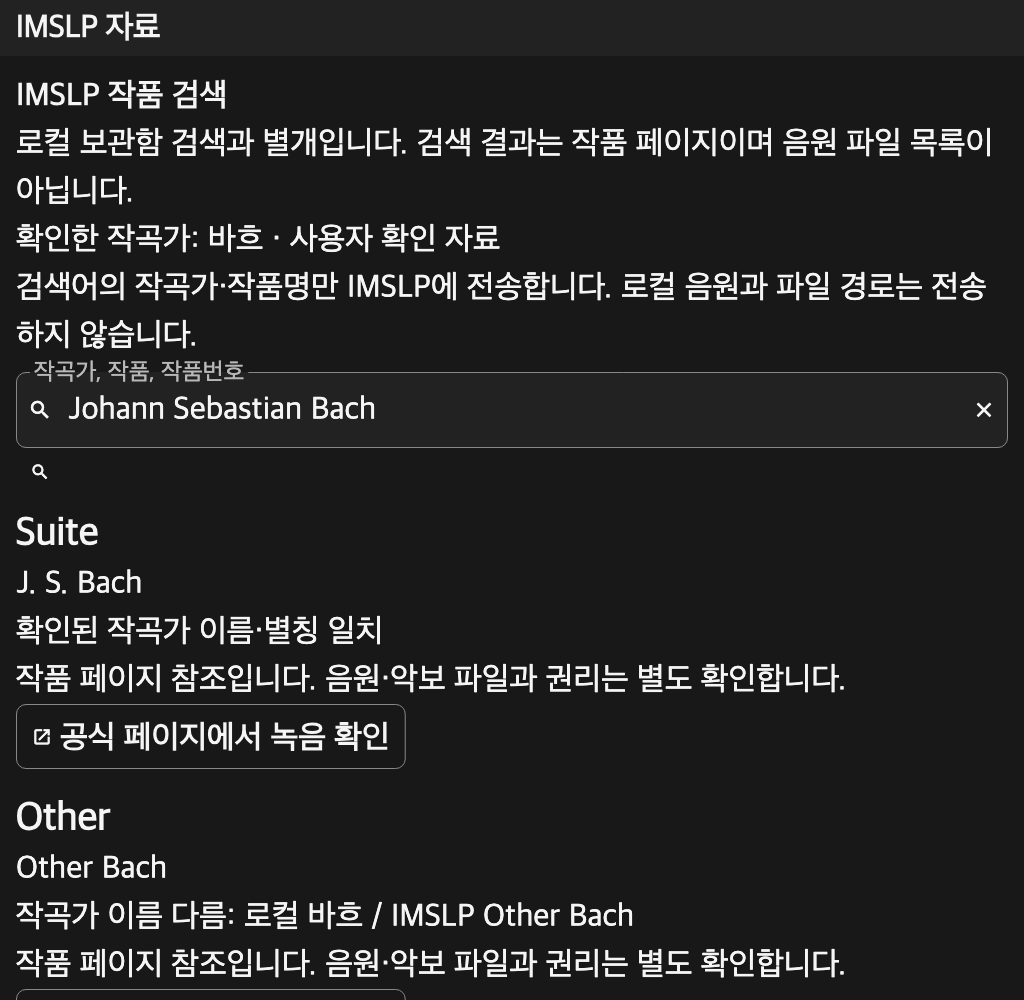 IMSLP 자료
IMSLP 작품 검색
로컬 보관함 검색과 별개입니다. 검색 결과는 작품 페이지이며 음원 파일 목록이
아닙니다.
확인한 작곡가: 바흐 · 사용자 확인 자료
검색어의 작곡가·작품명만 IMSLP에 전송합니다. 로컬 음원과 파일 경로는 전송
하지 않습니다.
작곡가, 작품, 작품번호
Johann Sebastian Bach
Suite
J. S. Bach
확인된 작곡가 이름·별칭 일치
작품 페이지 참조입니다. 음원·악보 파일과 권리는 별도 확인합니다.
공식 페이지에서 녹음 확인
Other
Other Bach
작곡가 이름 다름: 로컬 바흐 / IMSLP Other Bach
작품 페이지 참조입니다. 음원·악보 파일과 권리는 별도 확인합니다.